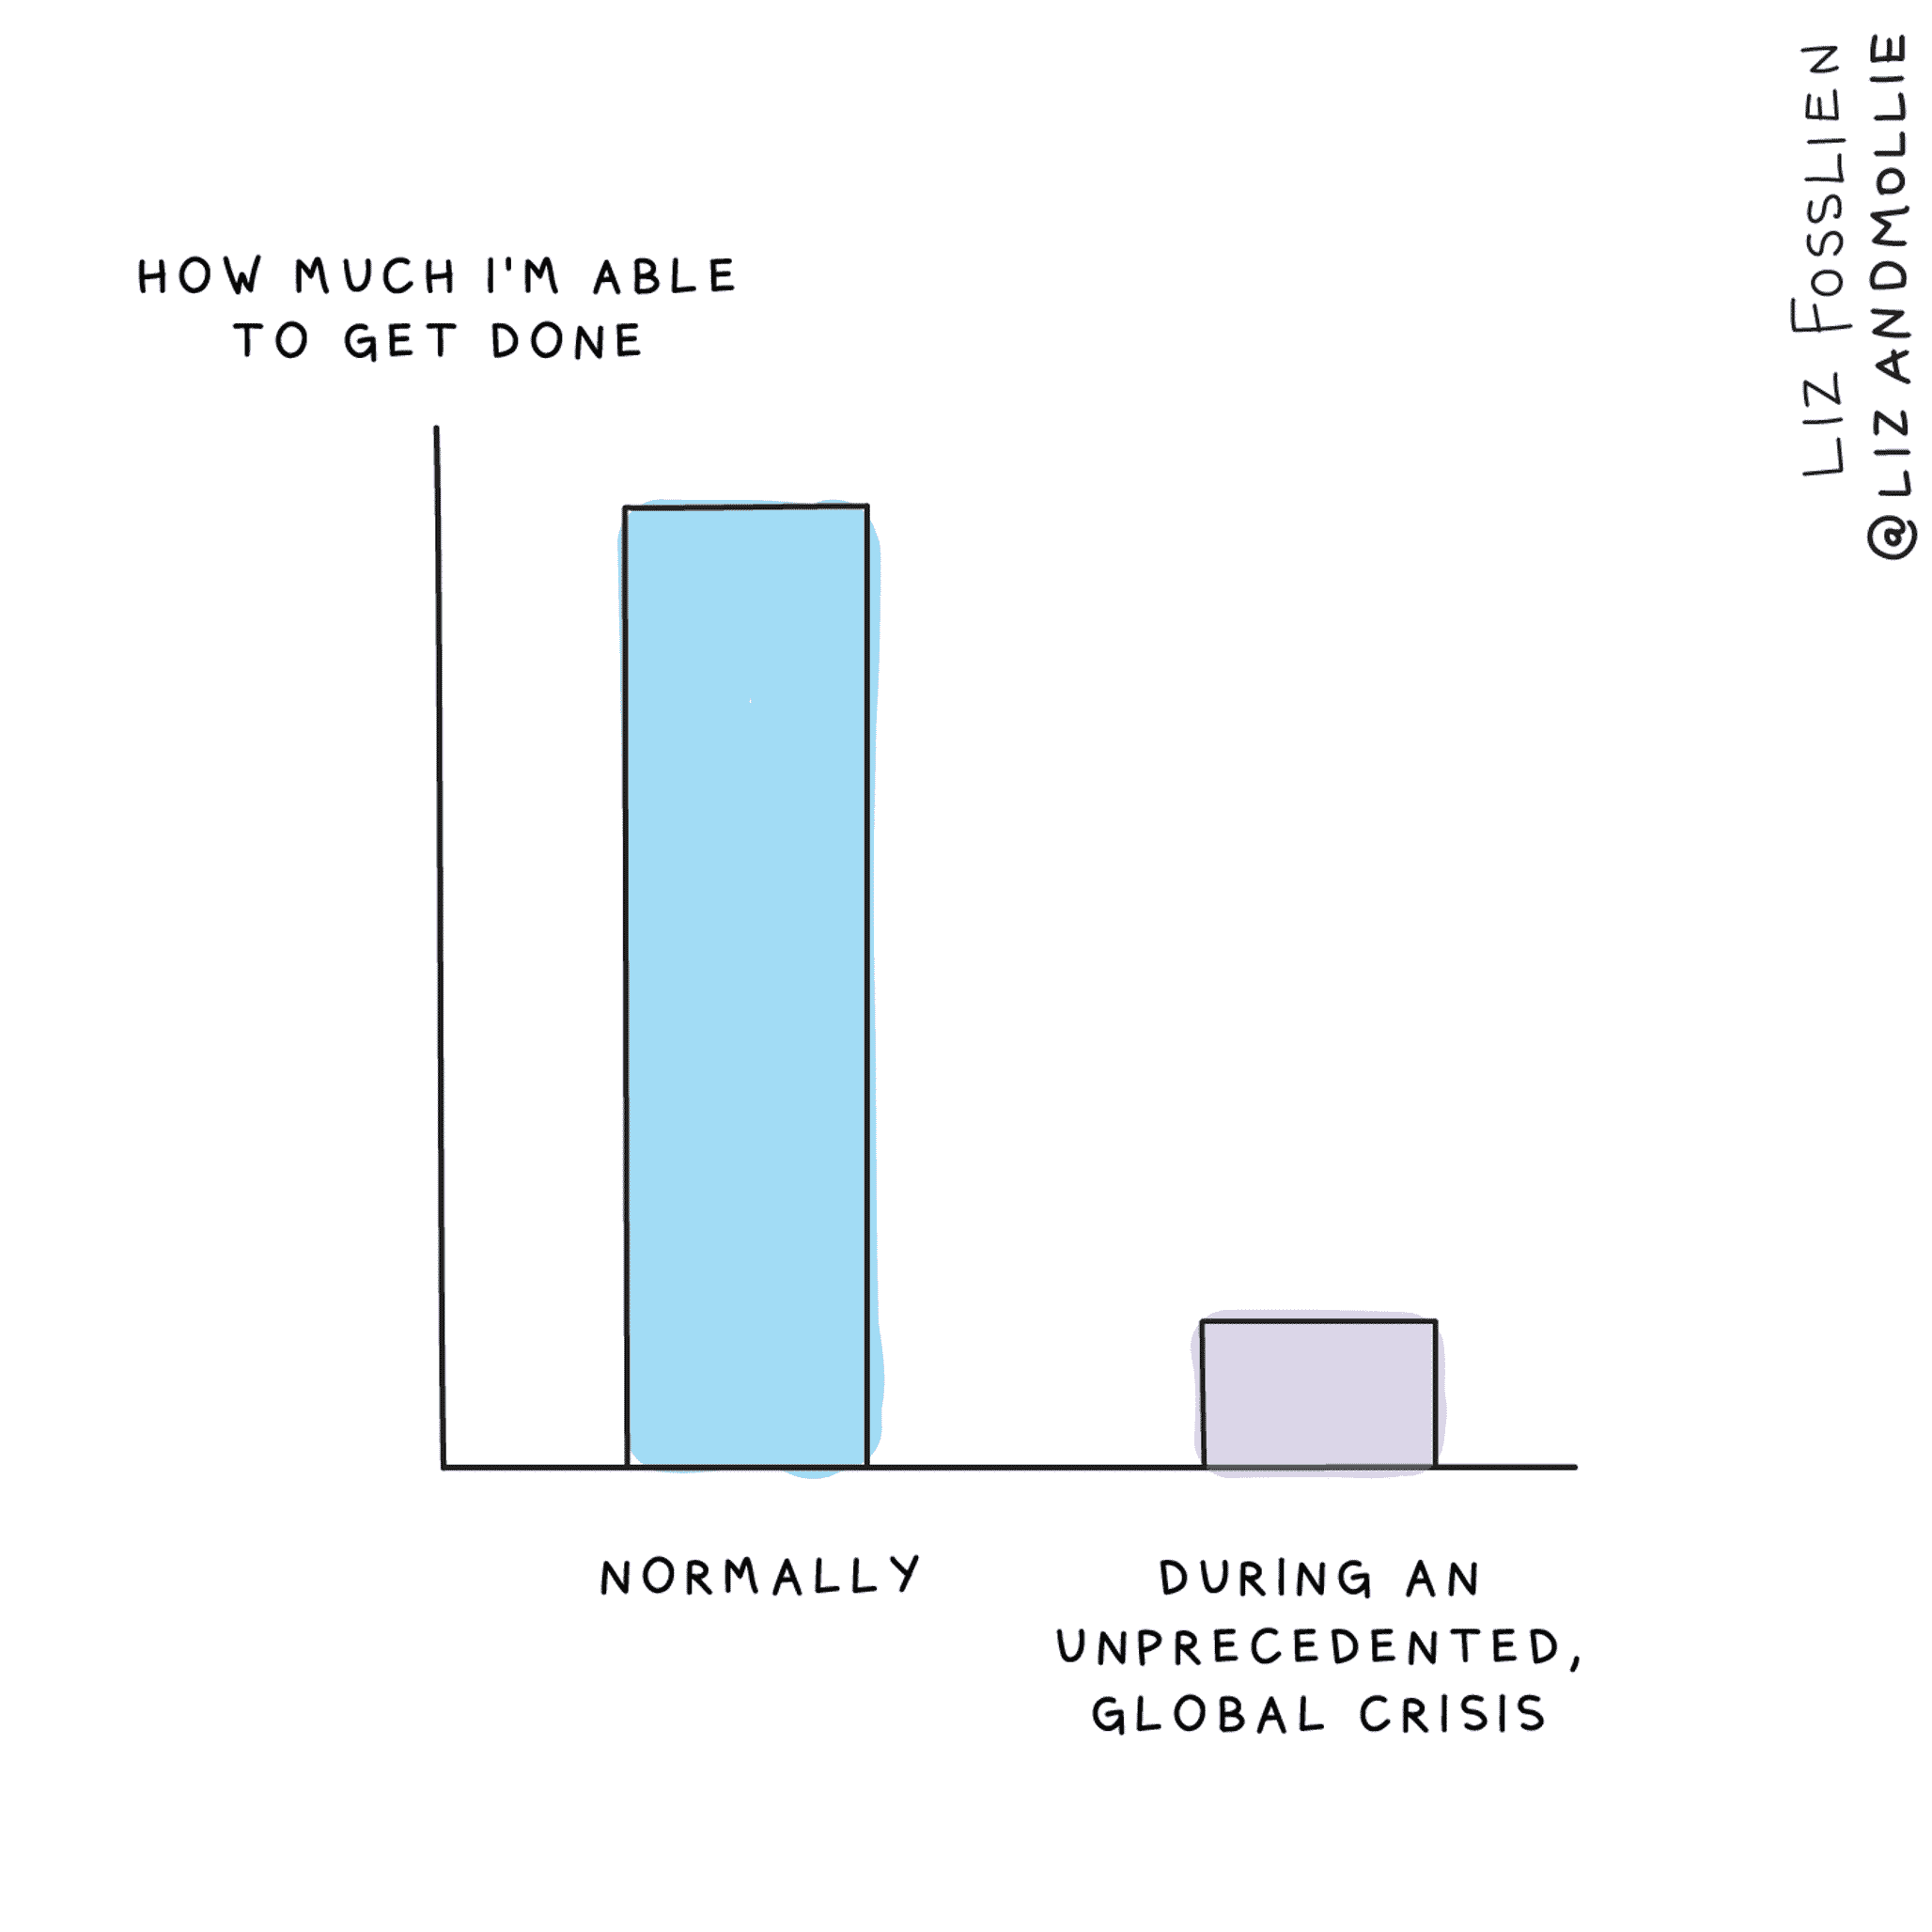 HOW MUCH I'M ABLE
TO GET DONE
NORMALLY
DURING AN
UNPRECEDENTED,
GLOBAL CRISIS
LIZ FOSSLIEN
@LIZANDMOLLIE